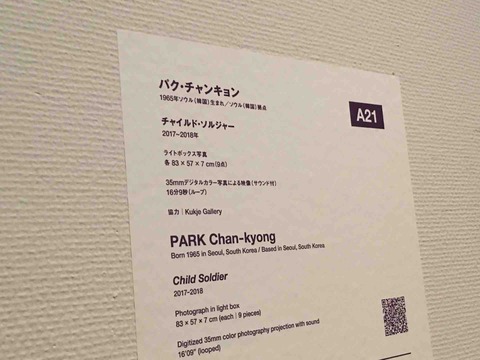 パク・チャンキョン
1965年ソウル（韓国）生まれ／ソウル（韓国）拠点
A21
チャイルド・ソルジャー
2017–2018年
ライトボックス写真
各 83 × 57 × 7 cm（9点）
35mmデジタルカラー写真による映像（サウンド付）
16分9秒（ループ）
協力｜Kukje Gallery
PARK Chan-kyong
Born 1965 in Seoul, South Korea / Based in Seoul, South Korea
Child Soldier
2017-2018
Photograph in light box
83 × 57 × 7 cm (each | 9 pieces)
Digitized 35mm color photography projection with sound
16'09" (looped)